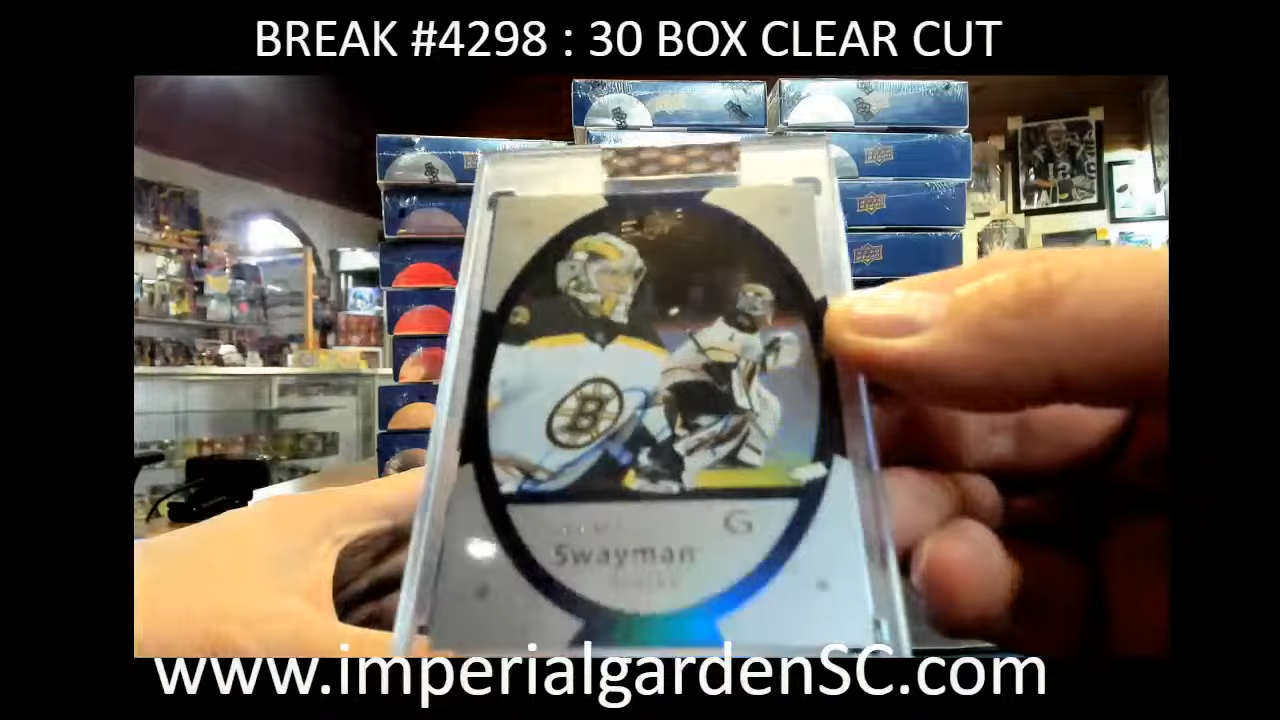 BREAK #4298 : 30 BOX CLEAR CUT
B
G
Swayman
www.imperialgardenSC.com